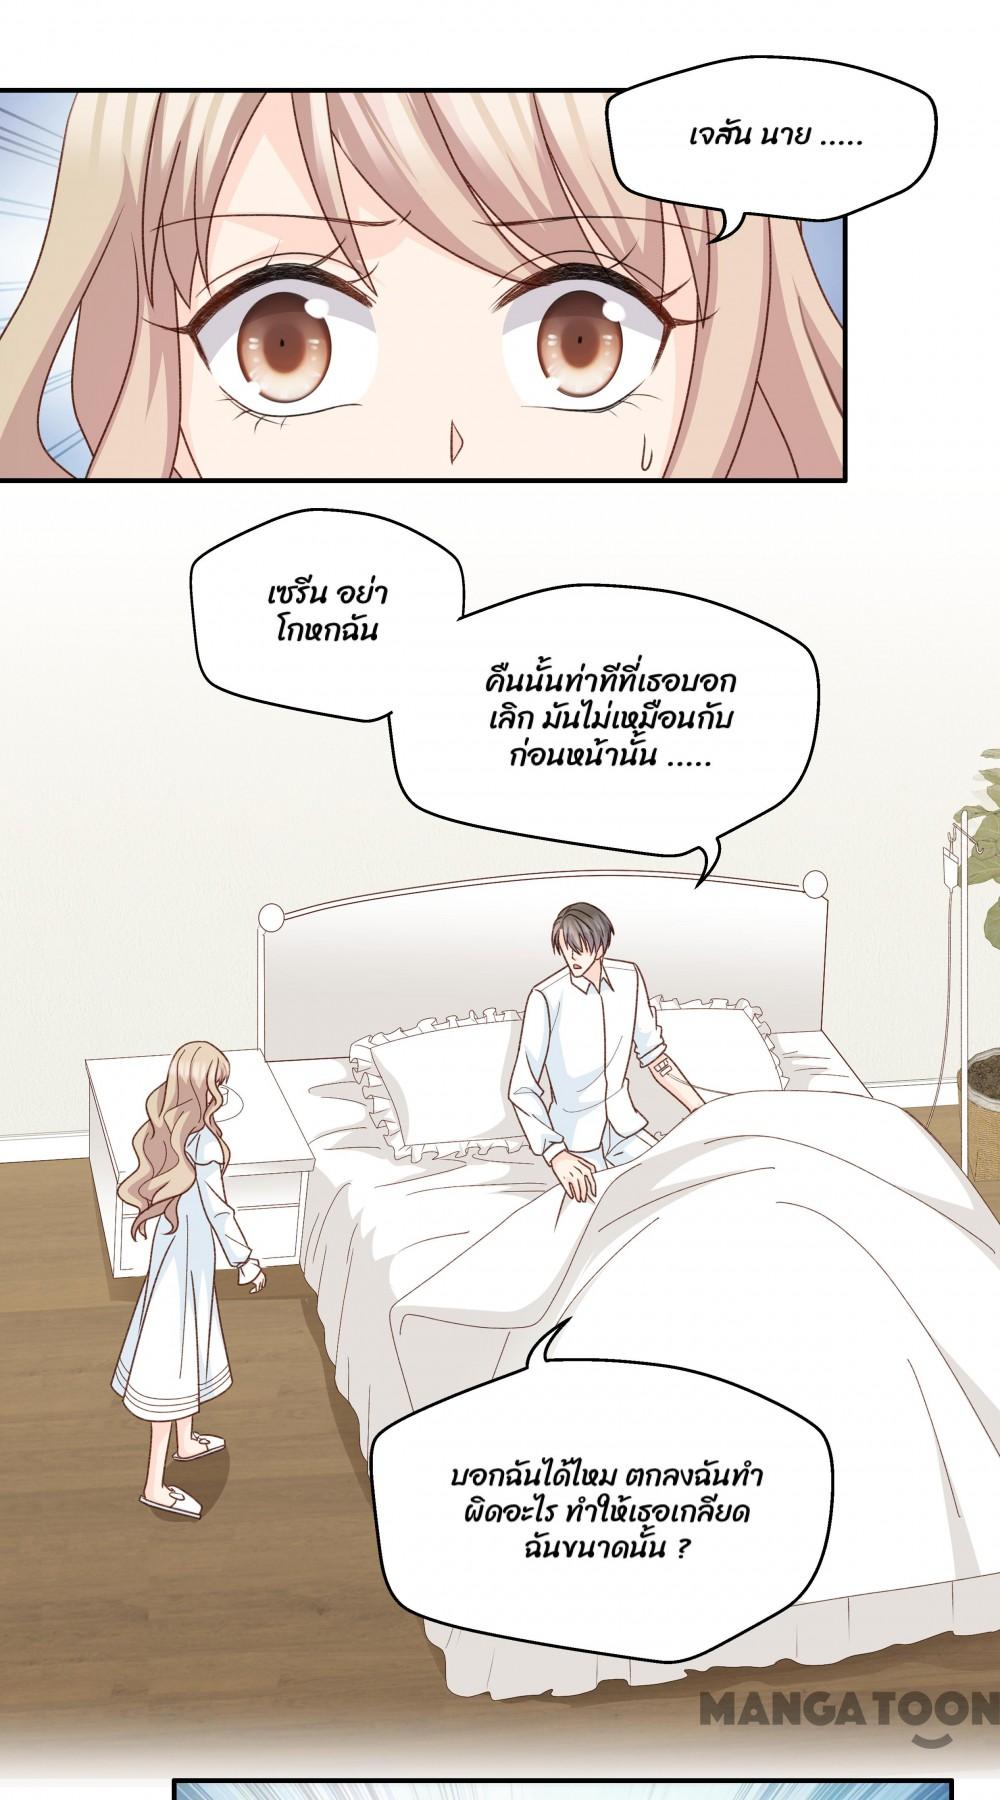 เจสัน นาย .....
เซรีน อย่า
โกหกฉัน
คืนนั้นท่าทีที่เธอบอก
เลิก มันไม่เหมือนกับ
ก่อนหน้านั้น .....
บอกฉันได้ไหม ตกลงฉันทำ
ผิดอะไร ทำให้เธอเกลียด
ฉันขนาดนั้น ?
MANGATOON